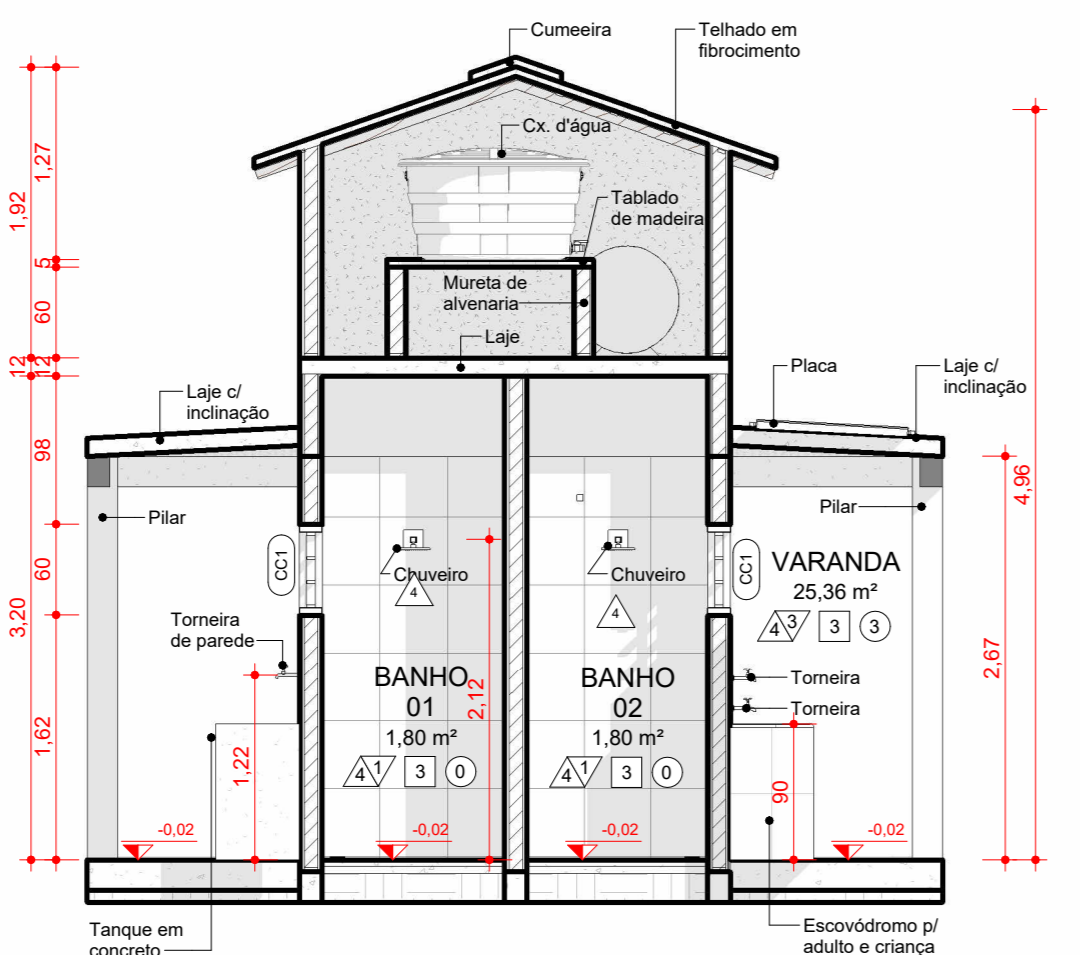 Cumeeira
Telhado em
fibrocimento
Cx. d'água
Tablado
de madeira
Mureta de
alvenaria
Laje
Laje c/
inclinação
Placa
Laje c/
inclinação
Pilar
Pilar
CC1
CC1
Chuveiro
4
Chuveiro
4
VARANDA
25,36 m²
4 3 3 3
Torneira
de parede
Torneira
Torneira
BANHO
01
1,80 m²
4 1 3 0
BANHO
02
1,80 m²
4 1 3 0
-0,02
-0,02
-0,02
-0,02
Tanque em
concreto
Escovódromo p/
adulto e criança
1,92
12
3,20
1,27
5
60
12
98
60
1,62
1,22
2,12
90
2,67
4,96